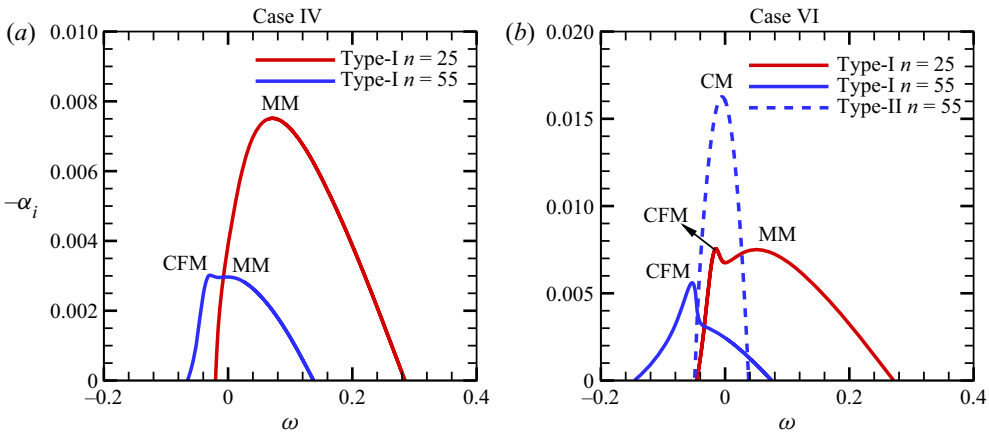 Case IV
(a)
0.010
0.008
0.006
−αᵢ
0.004
0.002
0
Type-I n = 25
Type-I n = 55
MM
CFM
MM
−0.2
0
0.2
0.4
ω
Case VI
(b)
0.020
0.015
0.010
0.005
0
CM
Type-I n = 25
Type-I n = 55
Type-II n = 55
CFM
MM
CFM
−0.2
0
0.2
0.4
ω